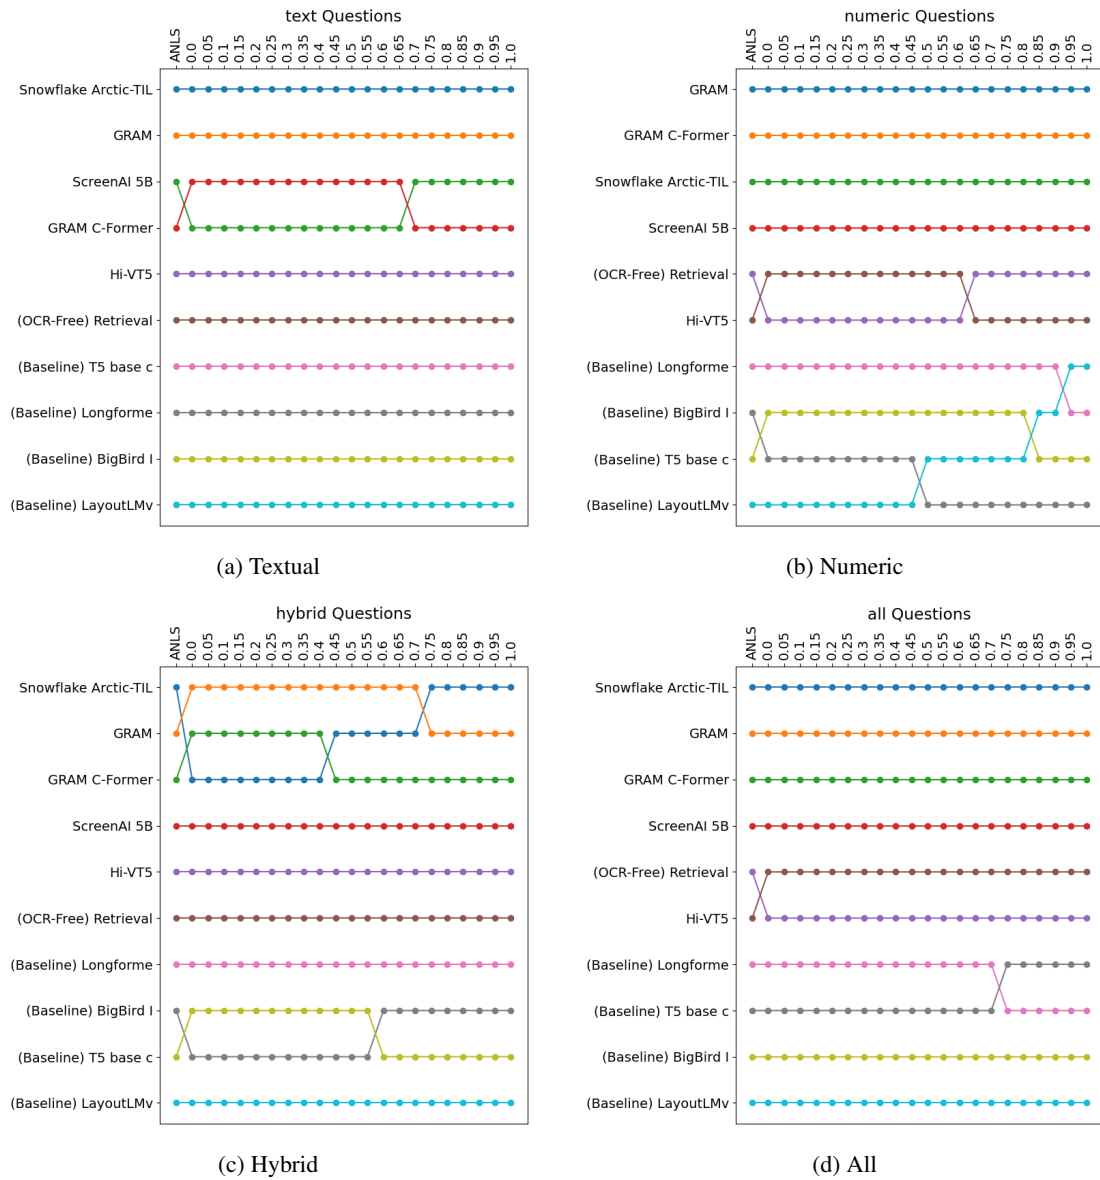 text Questions
ANLS 0.0 0.05 0.1 0.15 0.2 0.25 0.3 0.35 0.4 0.45 0.5 0.55 0.6 0.65 0.7 0.75 0.8 0.85 0.9 0.95 1.0
Snowflake Arctic-TIL
GRAM
ScreenAI 5B
GRAM C-Former
Hi-VT5
(OCR-Free) Retrieval
(Baseline) T5 base c
(Baseline) Longforme
(Baseline) BigBird I
(Baseline) LayoutLMv
(a) Textual
numeric Questions
ANLS 0.0 0.05 0.1 0.15 0.2 0.25 0.3 0.35 0.4 0.45 0.5 0.55 0.6 0.65 0.7 0.75 0.8 0.85 0.9 0.95 1.0
GRAM
GRAM C-Former
Snowflake Arctic-TIL
ScreenAI 5B
(OCR-Free) Retrieval
Hi-VT5
(Baseline) Longforme
(Baseline) BigBird I
(Baseline) T5 base c
(Baseline) LayoutLMv
(b) Numeric
hybrid Questions
ANLS 0.0 0.05 0.1 0.15 0.2 0.25 0.3 0.35 0.4 0.45 0.5 0.55 0.6 0.65 0.7 0.75 0.8 0.85 0.9 0.95 1.0
Snowflake Arctic-TIL
GRAM
GRAM C-Former
ScreenAI 5B
Hi-VT5
(OCR-Free) Retrieval
(Baseline) Longforme
(Baseline) BigBird I
(Baseline) T5 base c
(Baseline) LayoutLMv
(c) Hybrid
all Questions
ANLS 0.0 0.05 0.1 0.15 0.2 0.25 0.3 0.35 0.4 0.45 0.5 0.55 0.6 0.65 0.7 0.75 0.8 0.85 0.9 0.95 1.0
Snowflake Arctic-TIL
GRAM
GRAM C-Former
ScreenAI 5B
(OCR-Free) Retrieval
Hi-VT5
(Baseline) Longforme
(Baseline) T5 base c
(Baseline) BigBird I
(Baseline) LayoutLMv
(d) All